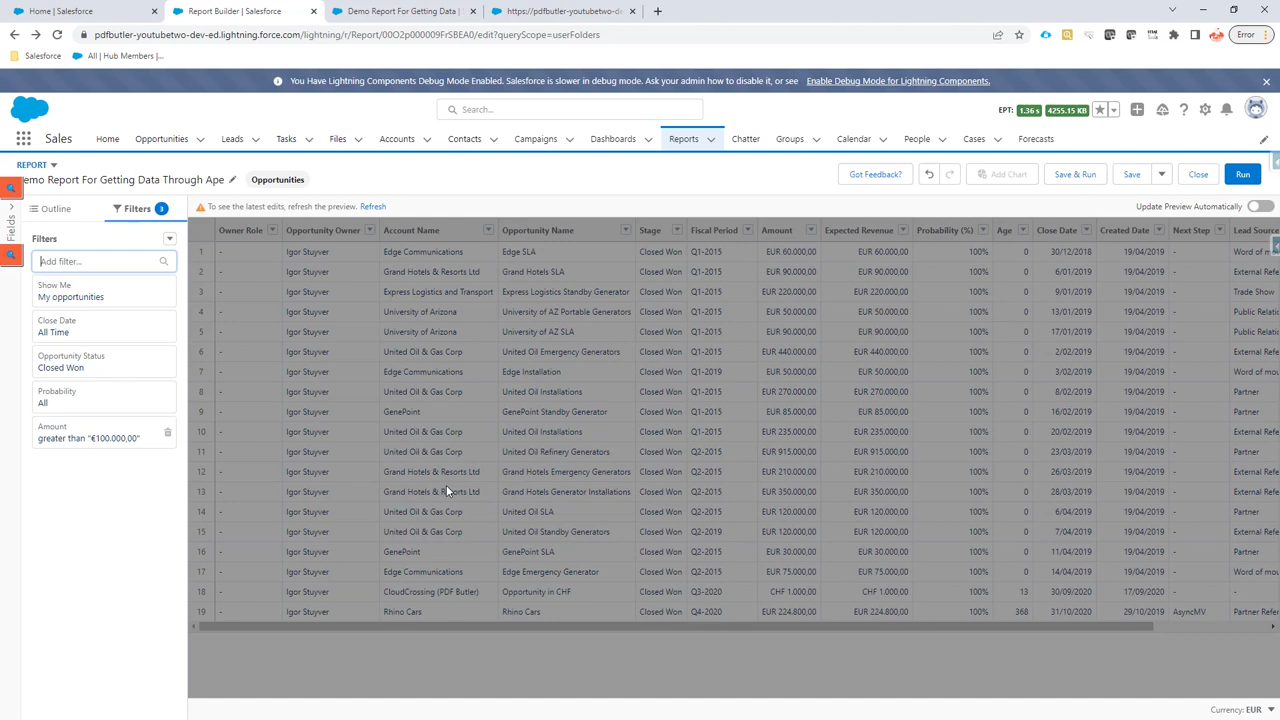 Home | Salesforce
Report Builder | Salesforce
Demo Report For Getting Data T
https://pdfbutler-youtubetwo-de
pdfbutler-youtubetwo-dev-ed.lightning.force.com/lightning/r/Report/00O2p000009FrSBEA0/edit?queryScope=userFolders
Error
Salesforce
All | Hub Members |...
You Have Lightning Components Debug Mode Enabled. Salesforce is slower in debug mode. Ask your admin how to disable it, or see Enable Debug Mode for Lightning Components.
Search...
EPT: 1.36 s 4255.15 KB
Sales Home Opportunities Leads Tasks Files Accounts Contacts Campaigns Dashboards Reports Chatter Groups Calendar People Cases Forecasts
REPORT
emo Report For Getting Data Through Ape
Opportunities
Got Feedback?
Add Chart
Save & Run
Save
Close
Run
Fields
Outline
Filters 3
To see the latest edits, refresh the preview. Refresh
Update Preview Automatically
Filters
Add filter...
Show Me
My opportunities
Close Date
All Time
Opportunity Status
Closed Won
Probability
All
Amount
greater than "€100.000,00"
Owner Role Opportunity Owner Account Name Opportunity Name Stage Fiscal Period Amount Expected Revenue Probability (%) Age Close Date Created Date Next Step Lead Source
1 - Igor Stuyver Edge Communications Edge SLA Closed Won Q1-2015 EUR 60.000,00 EUR 60.000,00 100% 0 30/12/2018 19/04/2019 - Word of m
2 - Igor Stuyver Grand Hotels & Resorts Ltd Grand Hotels SLA Closed Won Q1-2015 EUR 90.000,00 EUR 90.000,00 100% 0 6/01/2019 19/04/2019 - External Ref
3 - Igor Stuyver Express Logistics and Transport Express Logistics Standby Generator Closed Won Q1-2015 EUR 220.000,00 EUR 220.000,00 100% 0 9/01/2019 19/04/2019 - Trade Show
4 - Igor Stuyver University of Arizona University of AZ Portable Generators Closed Won Q1-2015 EUR 50.000,00 EUR 50.000,00 100% 0 13/01/2019 19/04/2019 - Public Relati
5 - Igor Stuyver University of Arizona University of AZ SLA Closed Won Q1-2015 EUR 90.000,00 EUR 90.000,00 100% 0 17/01/2019 19/04/2019 - External Refe
6 - Igor Stuyver United Oil & Gas Corp United Oil Emergency Generators Closed Won Q1-2015 EUR 440.000,00 EUR 440.000,00 100% 0 2/02/2019 19/04/2019 - External Refe
7 - Igor Stuyver Edge Communications Edge Installation Closed Won Q1-2019 EUR 50.000,00 EUR 50.000,00 100% 0 3/02/2019 19/04/2019 - Word of mou
8 - Igor Stuyver United Oil & Gas Corp United Oil Installations Closed Won Q1-2015 EUR 270.000,00 EUR 270.000,00 100% 0 8/02/2019 19/04/2019 - Partner
9 - Igor Stuyver GenePoint GenePoint Standby Generator Closed Won Q1-2015 EUR 85.000,00 EUR 85.000,00 100% 0 16/02/2019 19/04/2019 - Partner
10 - Igor Stuyver United Oil & Gas Corp United Oil Installations Closed Won Q1-2015 EUR 235.000,00 EUR 235.000,00 100% 0 20/02/2019 19/04/2019 - External Refe
11 - Igor Stuyver United Oil & Gas Corp United Oil Refinery Generators Closed Won Q2-2015 EUR 915.000,00 EUR 915.000,00 100% 0 23/03/2019 19/04/2019 - Word of mou
12 - Igor Stuyver Grand Hotels & Resorts Ltd Grand Hotels Emergency Generators Closed Won Q2-2015 EUR 210.000,00 EUR 210.000,00 100% 0 26/03/2019 19/04/2019 - External Refe
13 - Igor Stuyver Grand Hotels & Resorts Ltd Grand Hotels Generator Installations Closed Won Q2-2015 EUR 350.000,00 EUR 350.000,00 100% 0 28/03/2019 19/04/2019 - External Refe
14 - Igor Stuyver United Oil & Gas Corp United Oil SLA Closed Won Q2-2015 EUR 120.000,00 EUR 120.000,00 100% 0 6/04/2019 19/04/2019 - Partner
15 - Igor Stuyver United Oil & Gas Corp United Oil Standby Generators Closed Won Q2-2019 EUR 120.000,00 EUR 120.000,00 100% 0 7/04/2019 19/04/2019 - External Refe
16 - Igor Stuyver GenePoint GenePoint SLA Closed Won Q2-2015 EUR 30.000,00 EUR 30.000,00 100% 0 11/04/2019 19/04/2019 - Partner
17 - Igor Stuyver Edge Communications Edge Emergency Generator Closed Won Q2-2015 EUR 75.000,00 EUR 75.000,00 100% 0 14/04/2019 19/04/2019 - Word of mou
18 - Igor Stuyver CloudCrossing (PDF Butler) Opportunity in CHF Closed Won Q3-2020 CHF 1.000,00 CHF 1.000,00 100% 13 30/09/2020 17/09/2020 - -
19 - Igor Stuyver Rhino Cars Rhino Cars Closed Won Q4-2020 EUR 224.800,00 EUR 224.800,00 100% 368 31/10/2020 29/10/2019 AsyncMV Partner Refe
Currency: EUR